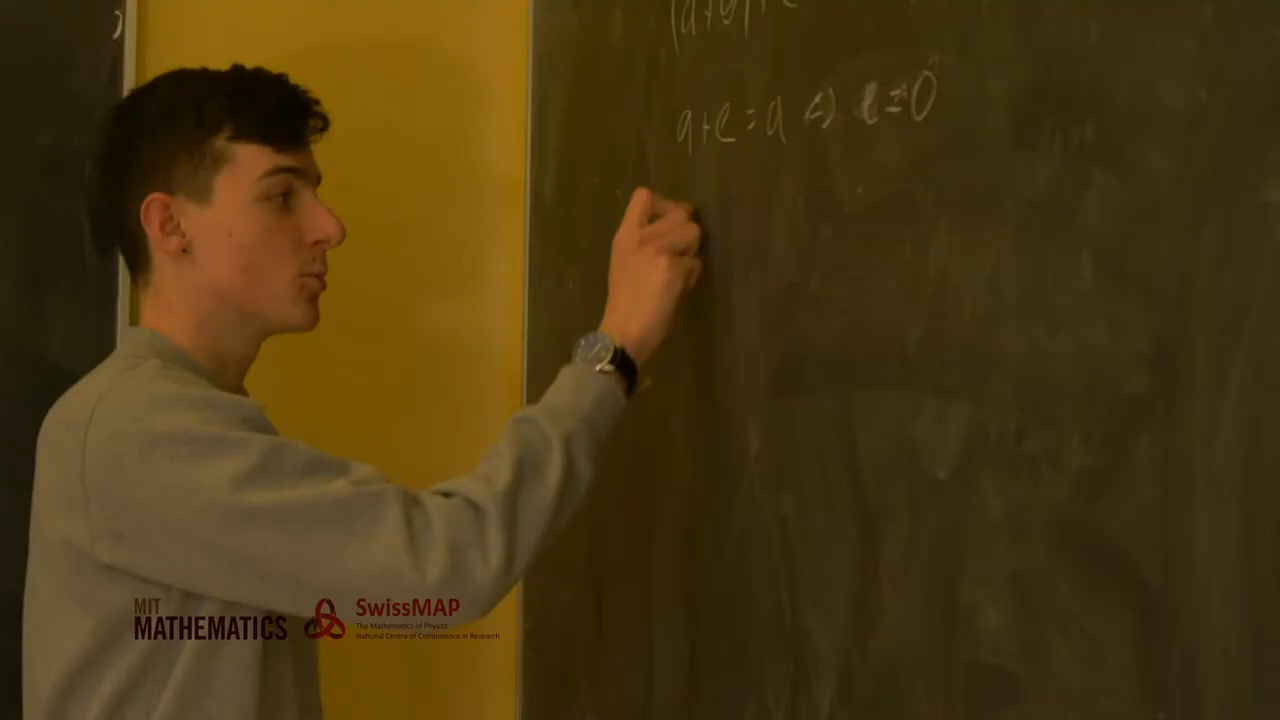 (a+b)+c
a+e=a <=> e=0
MIT
MATHEMATICS
SwissMAP
The Mathematics of Physics
National Centre of Competence in Research